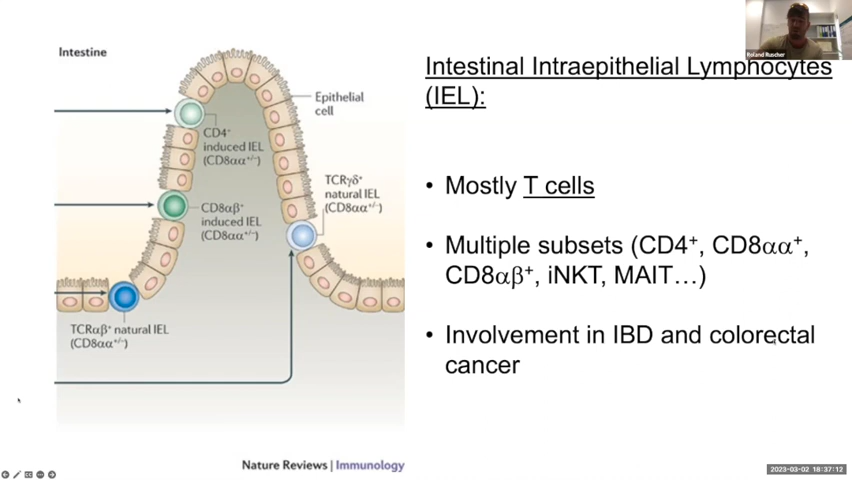 Intestine
Epithelial
cell
CD4⁺
induced IEL
(CD8αα⁺/⁻)
TCRγδ⁺
natural IEL
(CD8αα⁺/⁻)
CD8αβ⁺
induced IEL
(CD8αα⁺/⁻)
TCRαβ⁺ natural IEL
(CD8αα⁺/⁻)
Nature Reviews | Immunology
Roland Ruscher
Intestinal Intraepithelial Lymphocytes
(IEL):
• Mostly T cells
• Multiple subsets (CD4⁺, CD8αα⁺,
CD8αβ⁺, iNKT, MAIT…)
• Involvement in IBD and colorectal
cancer
2023-03-02 18:37:12